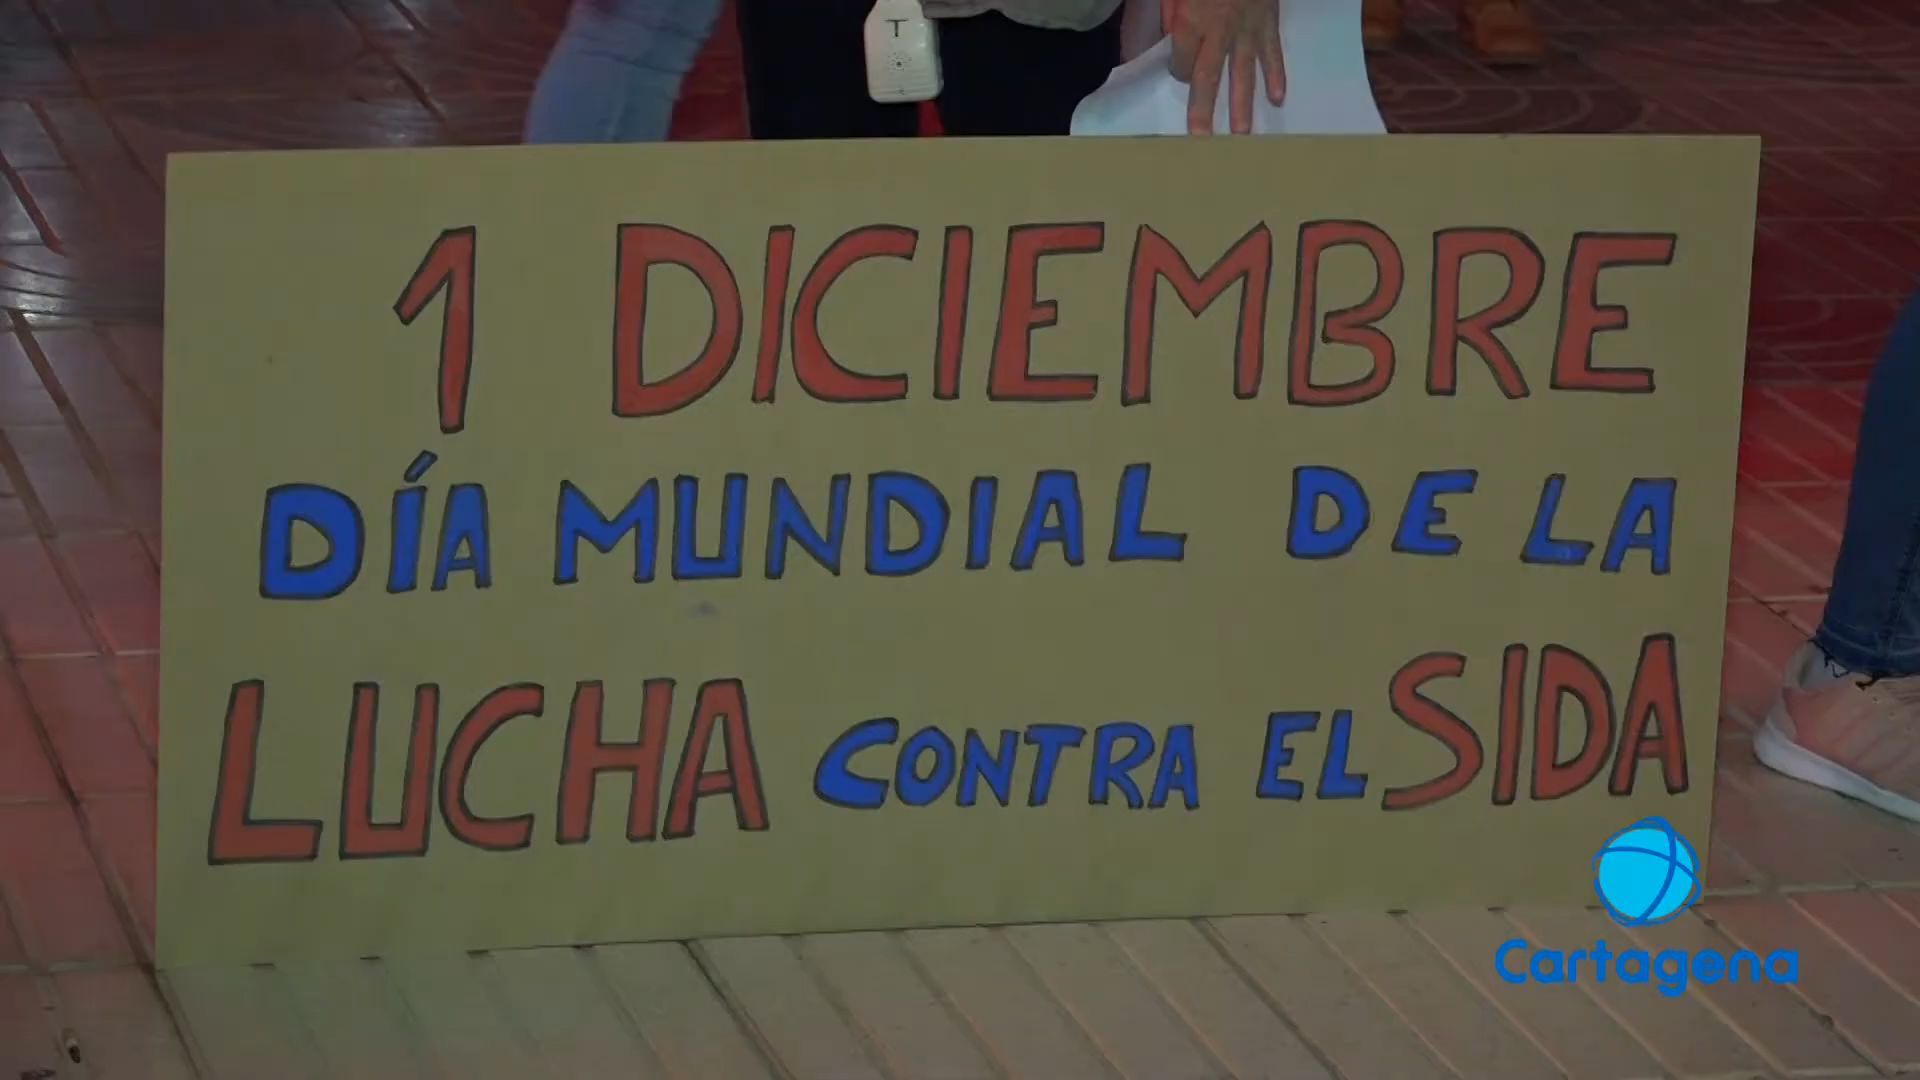 T
1 DICIEMBRE
DÍA MUNDIAL DE LA
LUCHA CONTRA EL SIDA
Cartagena